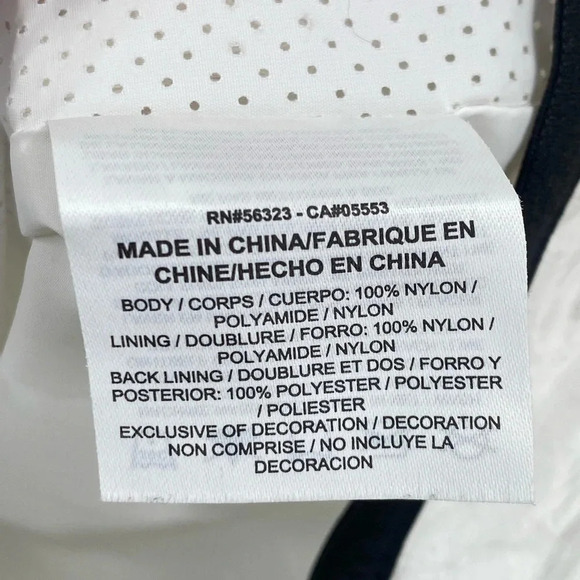 RN#56323 - CA#05553
MADE IN CHINA/FABRIQUE EN
CHINE/HECHO EN CHINA
BODY / CORPS / CUERPO: 100% NYLON /
POLYAMIDE / NYLON
LINING / DOUBLURE / FORRO: 100% NYLON /
POLYAMIDE / NYLON
BACK LINING / DOUBLURE ET DOS / FORRO Y
POSTERIOR: 100% POLYESTER / POLYESTER
/ POLIESTER
EXCLUSIVE OF DECORATION / DECORATION
NON COMPRISE / NO INCLUYE LA
DECORACION